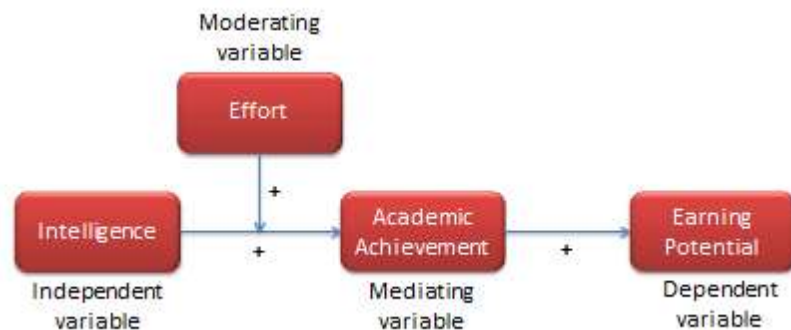 Moderating
variable
Effort
+
Intelligence
+
Academic
Achievement
+
Earning
Potential
Independent
variable
Mediating
variable
Dependent
variable